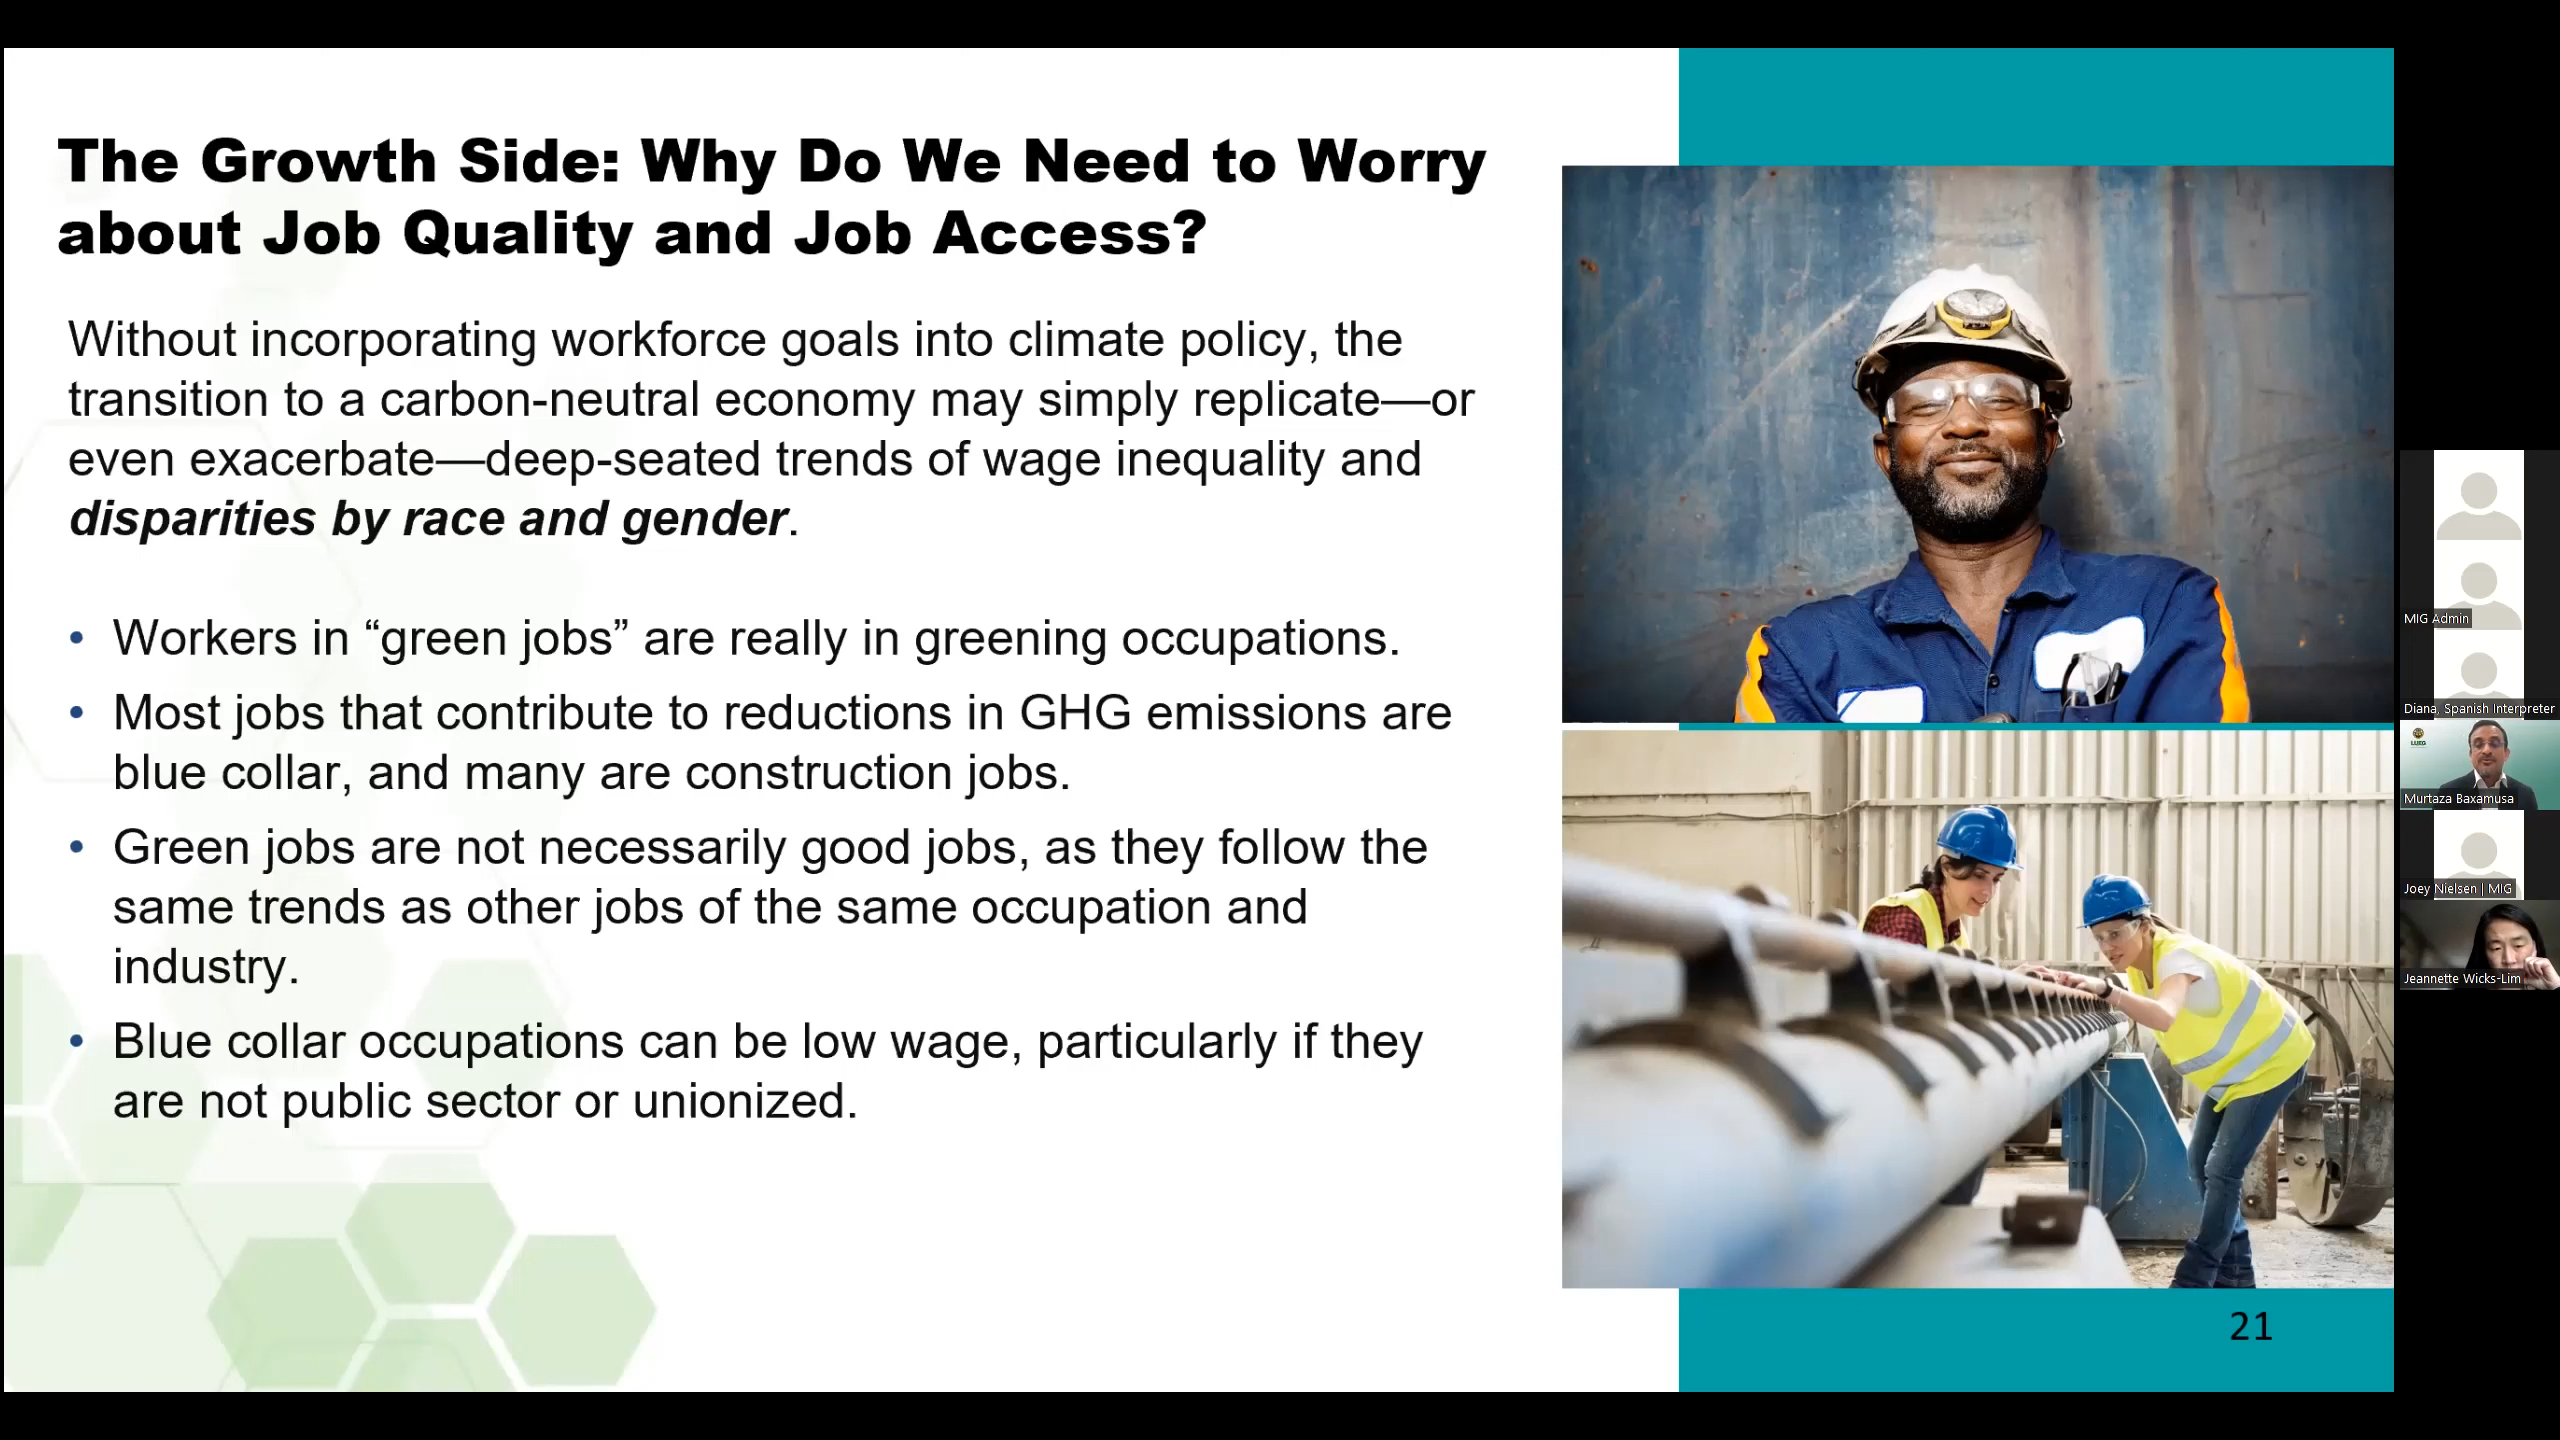 The Growth Side: Why Do We Need to Worry
about Job Quality and Job Access?
Without incorporating workforce goals into climate policy, the
transition to a carbon-neutral economy may simply replicate—or
even exacerbate—deep-seated trends of wage inequality and
disparities by race and gender.
• Workers in “green jobs” are really in greening occupations.
• Most jobs that contribute to reductions in GHG emissions are
blue collar, and many are construction jobs.
• Green jobs are not necessarily good jobs, as they follow the
same trends as other jobs of the same occupation and
industry.
• Blue collar occupations can be low wage, particularly if they
are not public sector or unionized.
21
MIG Admin
Diana, Spanish Interpreter
LUEG
Murtaza Baxamusa
Joey Nielsen | MIG
Jeannette Wicks-Lim